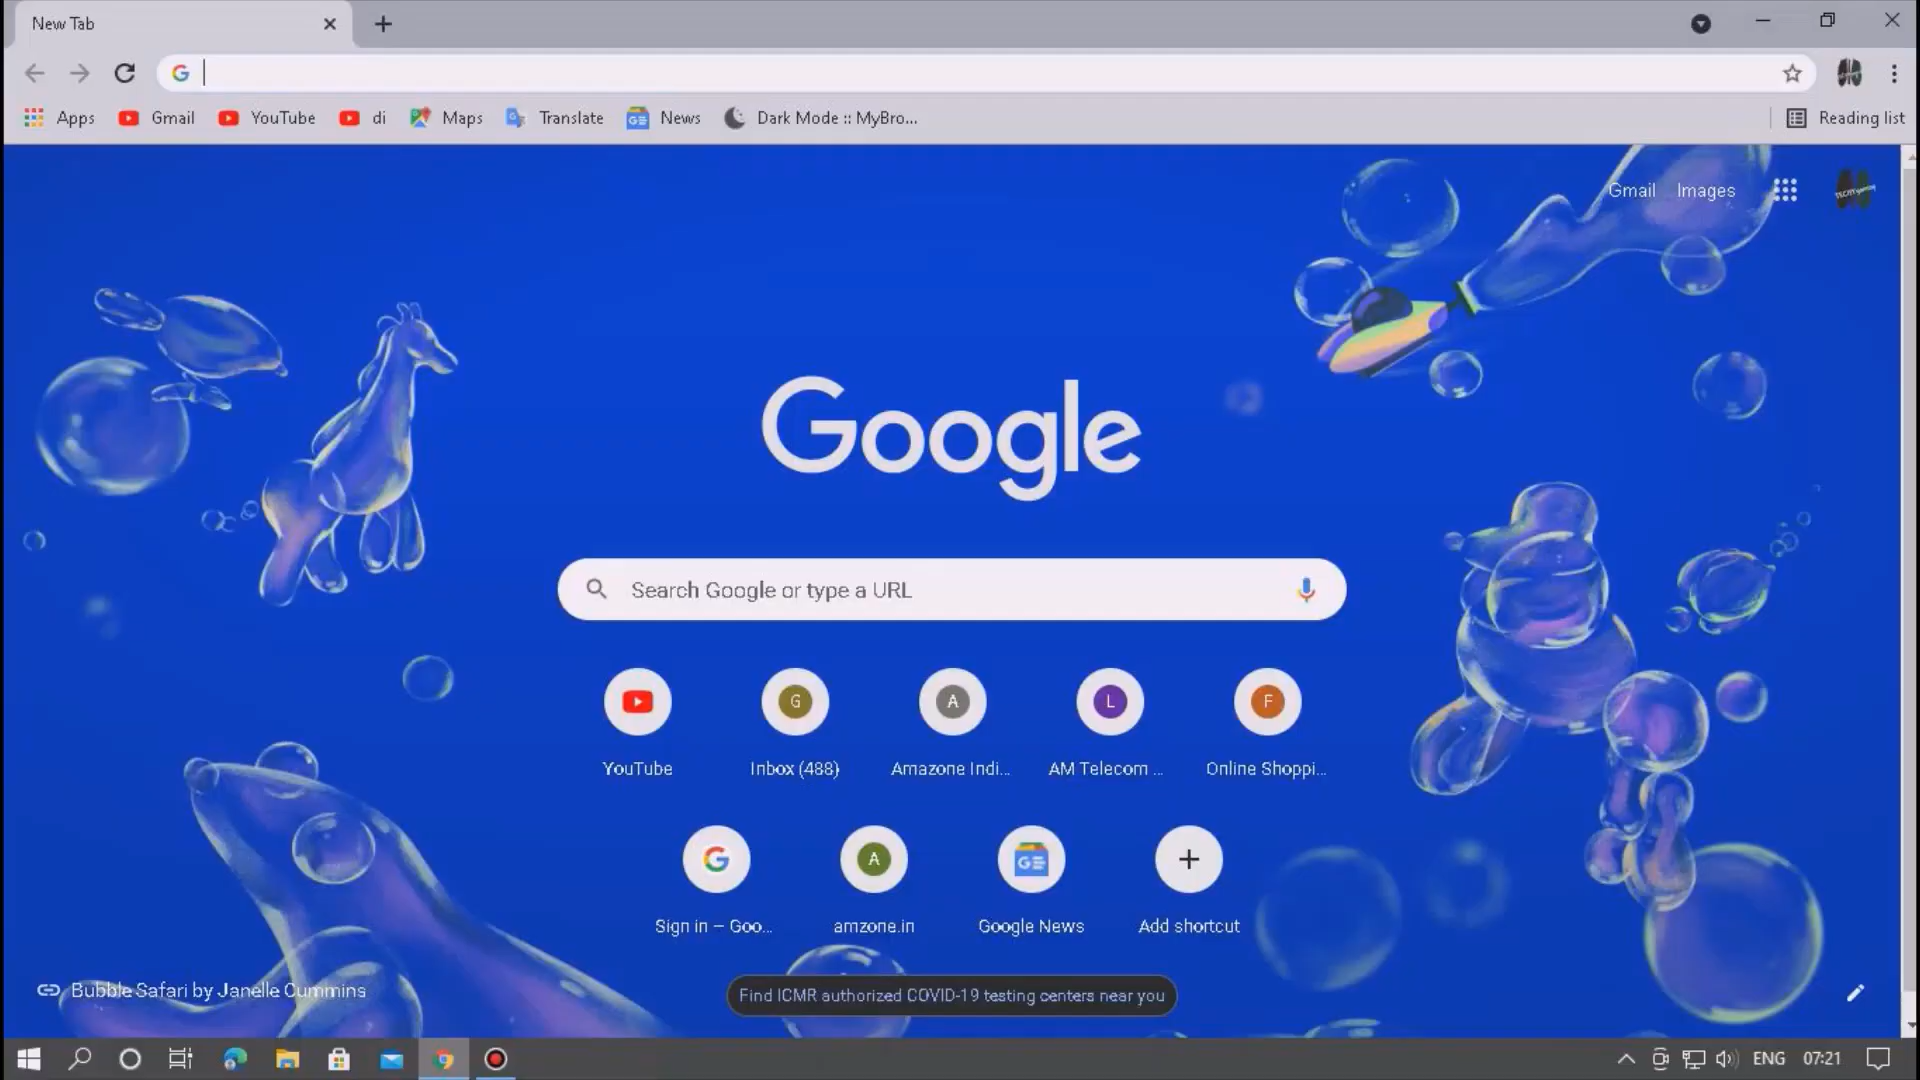 New Tab
Apps Gmail YouTube di Maps Translate News Dark Mode :: MyBro... Reading list
Gmail Images
Google
Search Google or type a URL
G A L F
YouTube Inbox (488) Amazone Indi... AM Telecom ... Online Shoppi...
A
Sign in – Goo... amzone.in Google News Add shortcut
Bubble Safari by Janelle Cummins
Find ICMR authorized COVID-19 testing centers near you
ENG 07:21